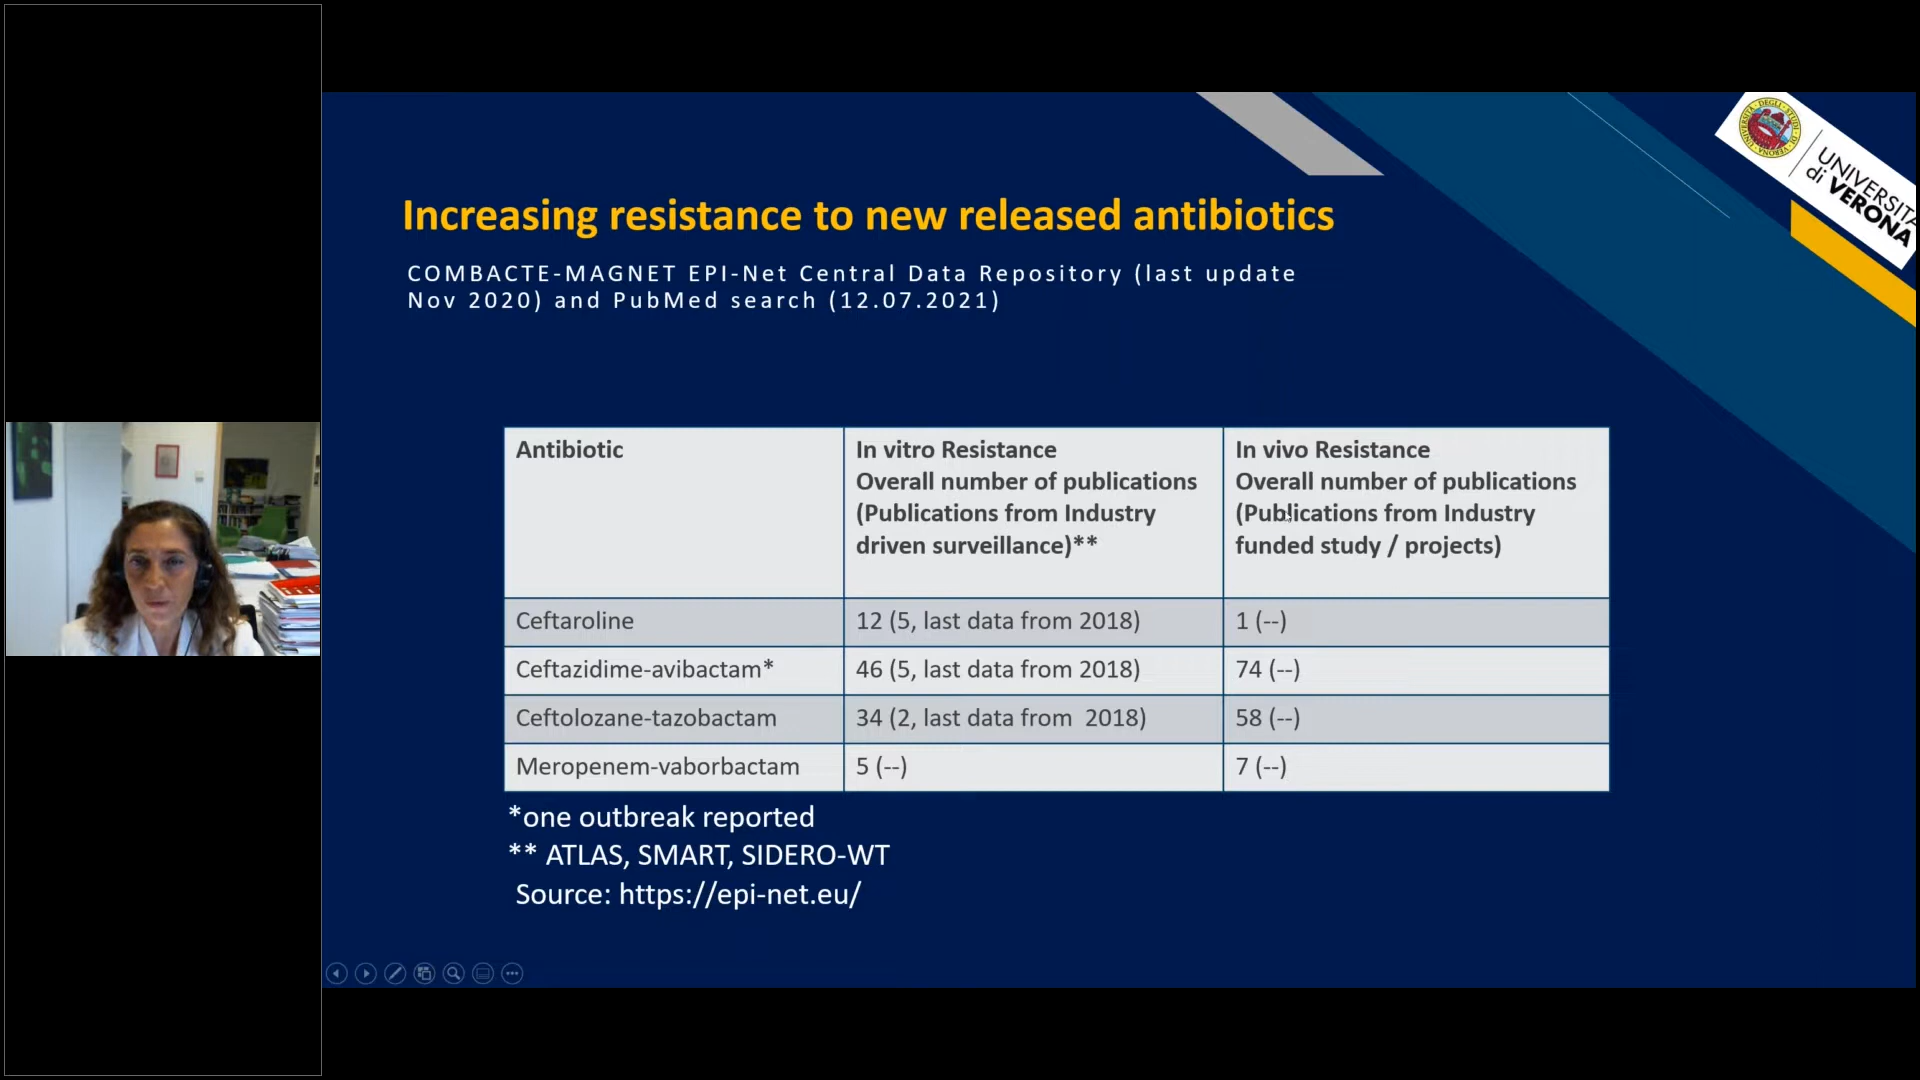 UNIVERSITÀ
di VERONA
Increasing resistance to new released antibiotics
COMBACTE-MAGNET EPI-Net Central Data Repository (last update
Nov 2020) and PubMed search (12.07.2021)
Antibiotic
In vitro Resistance
Overall number of publications
(Publications from Industry
driven surveillance)**
In vivo Resistance
Overall number of publications
(Publications from Industry
funded study / projects)
Ceftaroline
12 (5, last data from 2018)
1 (--)
Ceftazidime-avibactam*
46 (5, last data from 2018)
74 (--)
Ceftolozane-tazobactam
34 (2, last data from  2018)
58 (--)
Meropenem-vaborbactam
5 (--)
7 (--)
*one outbreak reported
** ATLAS, SMART, SIDERO-WT
Source: https://epi-net.eu/